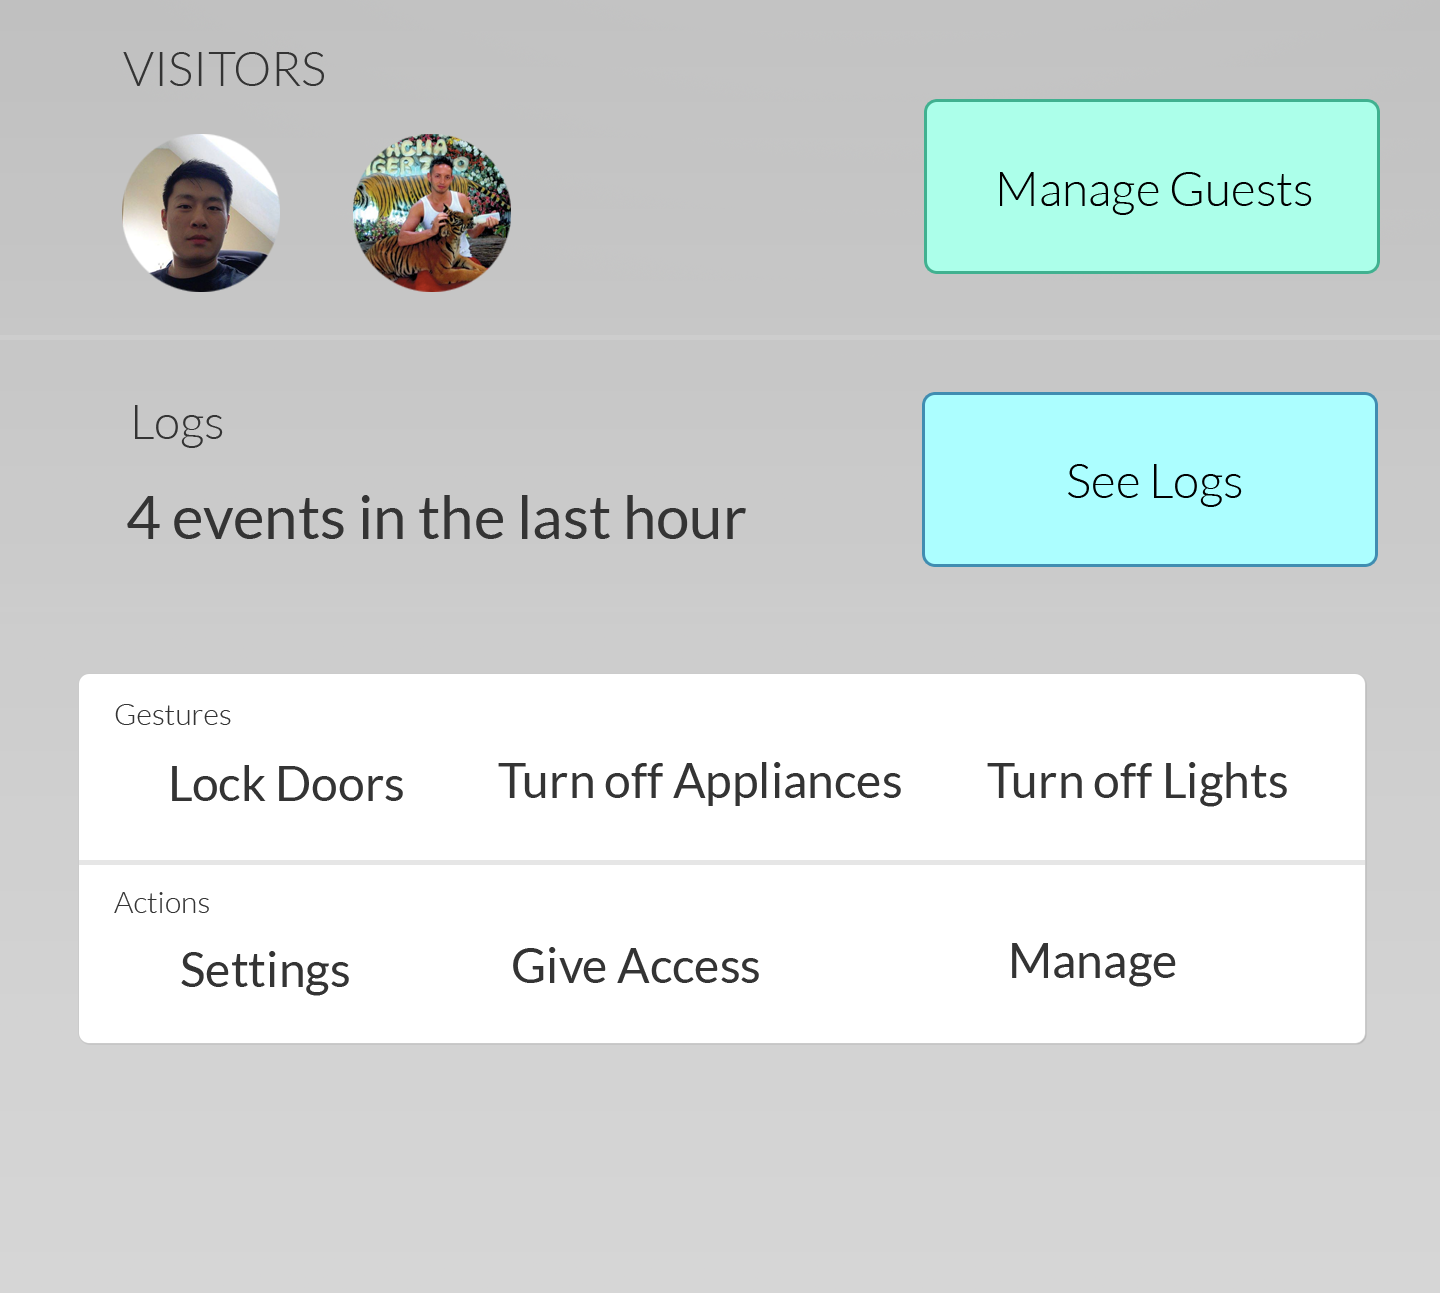 VISITORS
Manage Guests
Logs
4 events in the last hour
See Logs
Gestures
Lock Doors
Turn off Appliances
Turn off Lights
Actions
Settings
Give Access
Manage